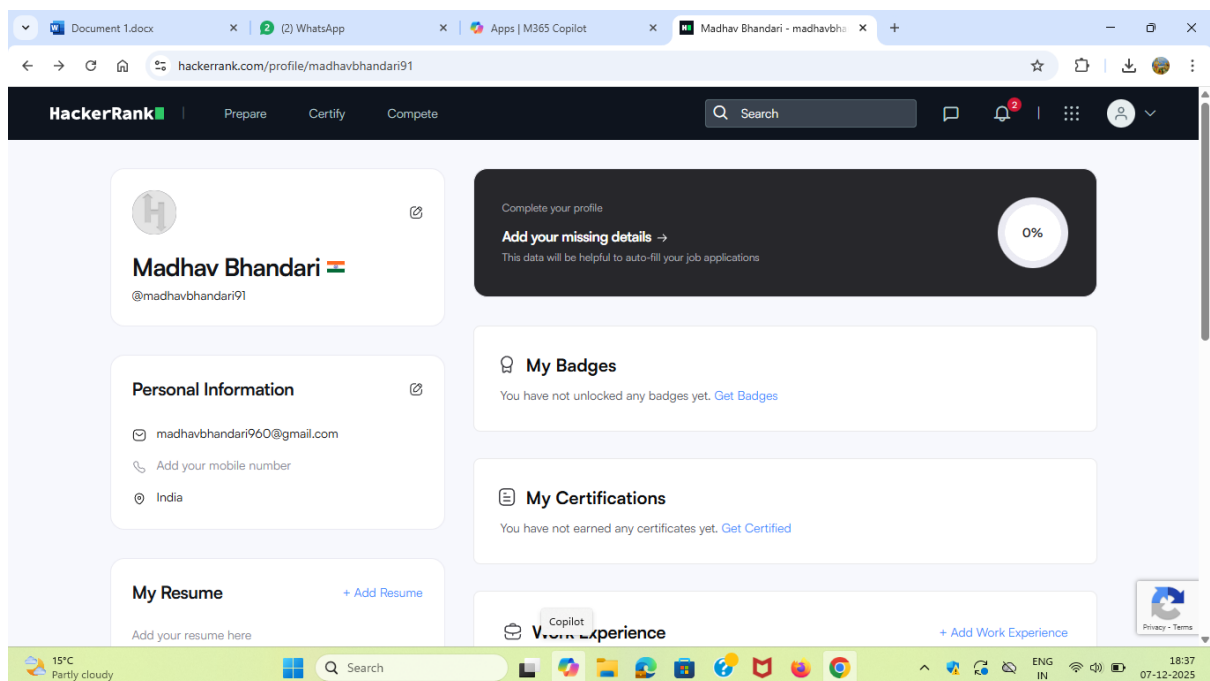 Document 1.docx
2 (2) WhatsApp
Apps | M365 Copilot
Madhav Bhandari - madhavbha
hackerrank.com/profile/madhavbhandari91
HackerRank
Prepare
Certify
Compete
Search
2
Madhav Bhandari
@madhavbhandari91
Complete your profile
Add your missing details →
This data will be helpful to auto-fill your job applications
0%
Personal Information
madhavbhandari960@gmail.com
Add your mobile number
India
My Badges
You have not unlocked any badges yet. Get Badges
My Certifications
You have not earned any certificates yet. Get Certified
My Resume
+ Add Resume
Add your resume here
Copilot
Work Experience
+ Add Work Experience
Privacy - Terms
15°C
Partly cloudy
Search
ENG
IN
18:37
07-12-2025